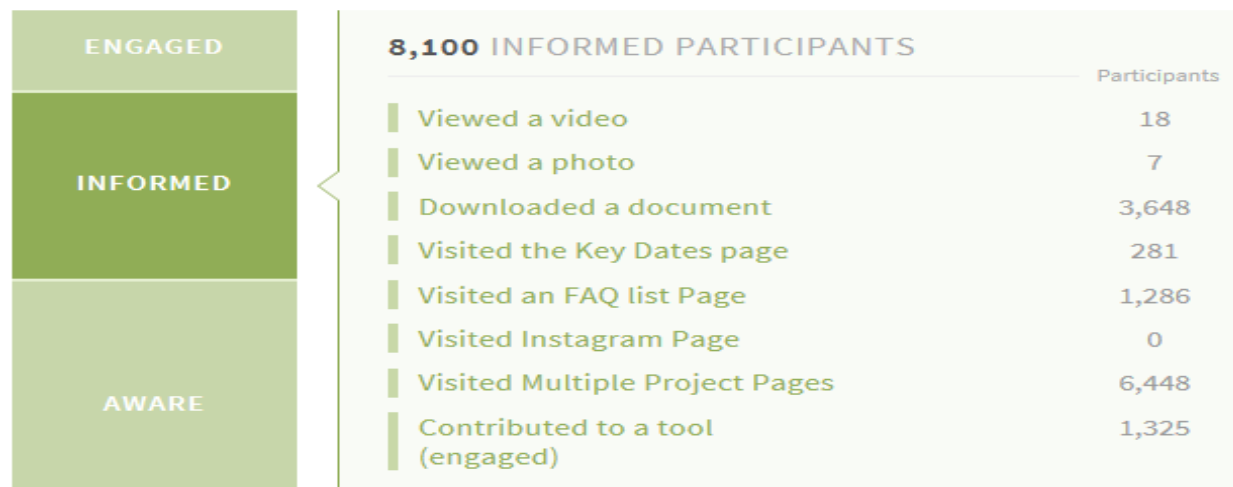 ENGAGED
INFORMED
AWARE
8,100 INFORMED PARTICIPANTS
Participants
Viewed a video 18
Viewed a photo 7
Downloaded a document 3,648
Visited the Key Dates page 281
Visited an FAQ list Page 1,286
Visited Instagram Page 0
Visited Multiple Project Pages 6,448
Contributed to a tool 1,325
(engaged)